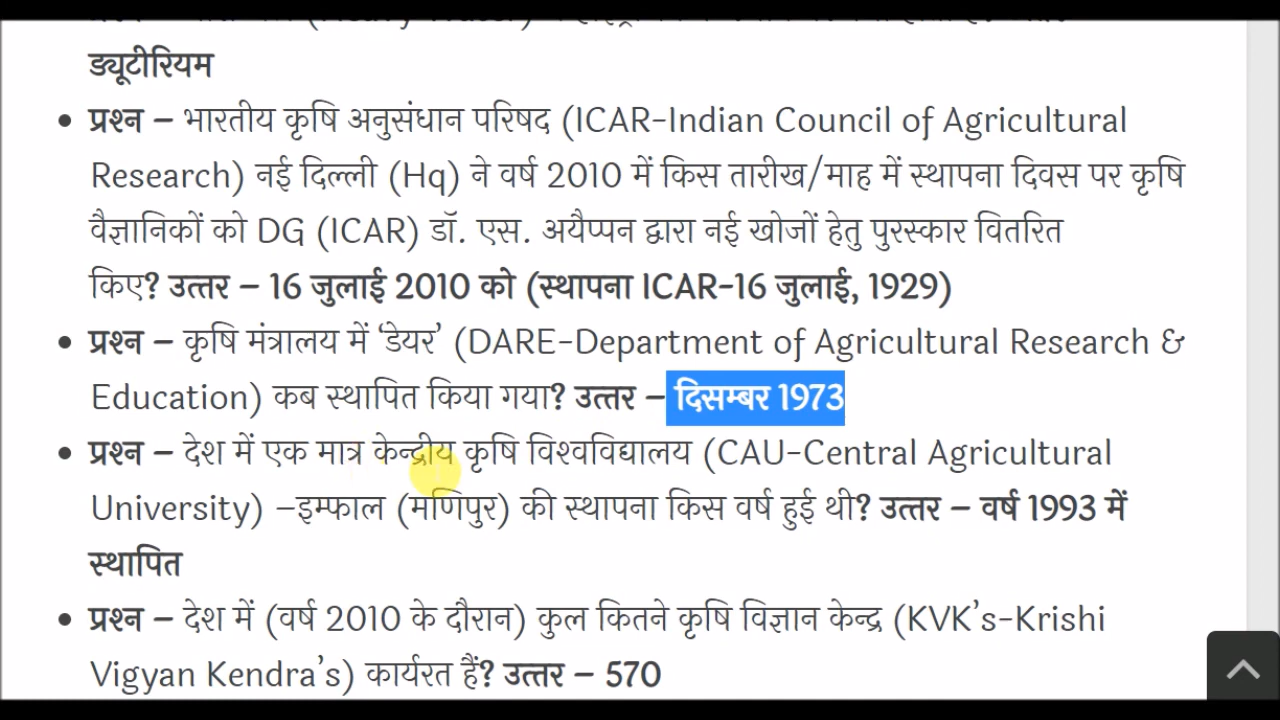 ड्यूटीरियम
• प्रश्न – भारतीय कृषि अनुसंधान परिषद (ICAR-Indian Council of Agricultural
Research) नई दिल्ली (Hq) ने वर्ष 2010 में किस तारीख/माह में स्थापना दिवस पर कृषि
वैज्ञानिकों को DG (ICAR) डॉ. एस. अयैप्पन द्वारा नई खोजों हेतु पुरस्कार वितरित
किए? उत्तर – 16 जुलाई 2010 को (स्थापना ICAR-16 जुलाई, 1929)
• प्रश्न – कृषि मंत्रालय में ‘डेयर’ (DARE-Department of Agricultural Research &
Education) कब स्थापित किया गया? उत्तर – दिसम्बर 1973
• प्रश्न – देश में एक मात्र केन्द्रीय कृषि विश्वविद्यालय (CAU-Central Agricultural
University) –इम्फाल (मणिपुर) की स्थापना किस वर्ष हुई थी? उत्तर – वर्ष 1993 में
स्थापित
• प्रश्न – देश में (वर्ष 2010 के दौरान) कुल कितने कृषि विज्ञान केन्द्र (KVK’s-Krishi
Vigyan Kendra’s) कार्यरत हैं? उत्तर – 570